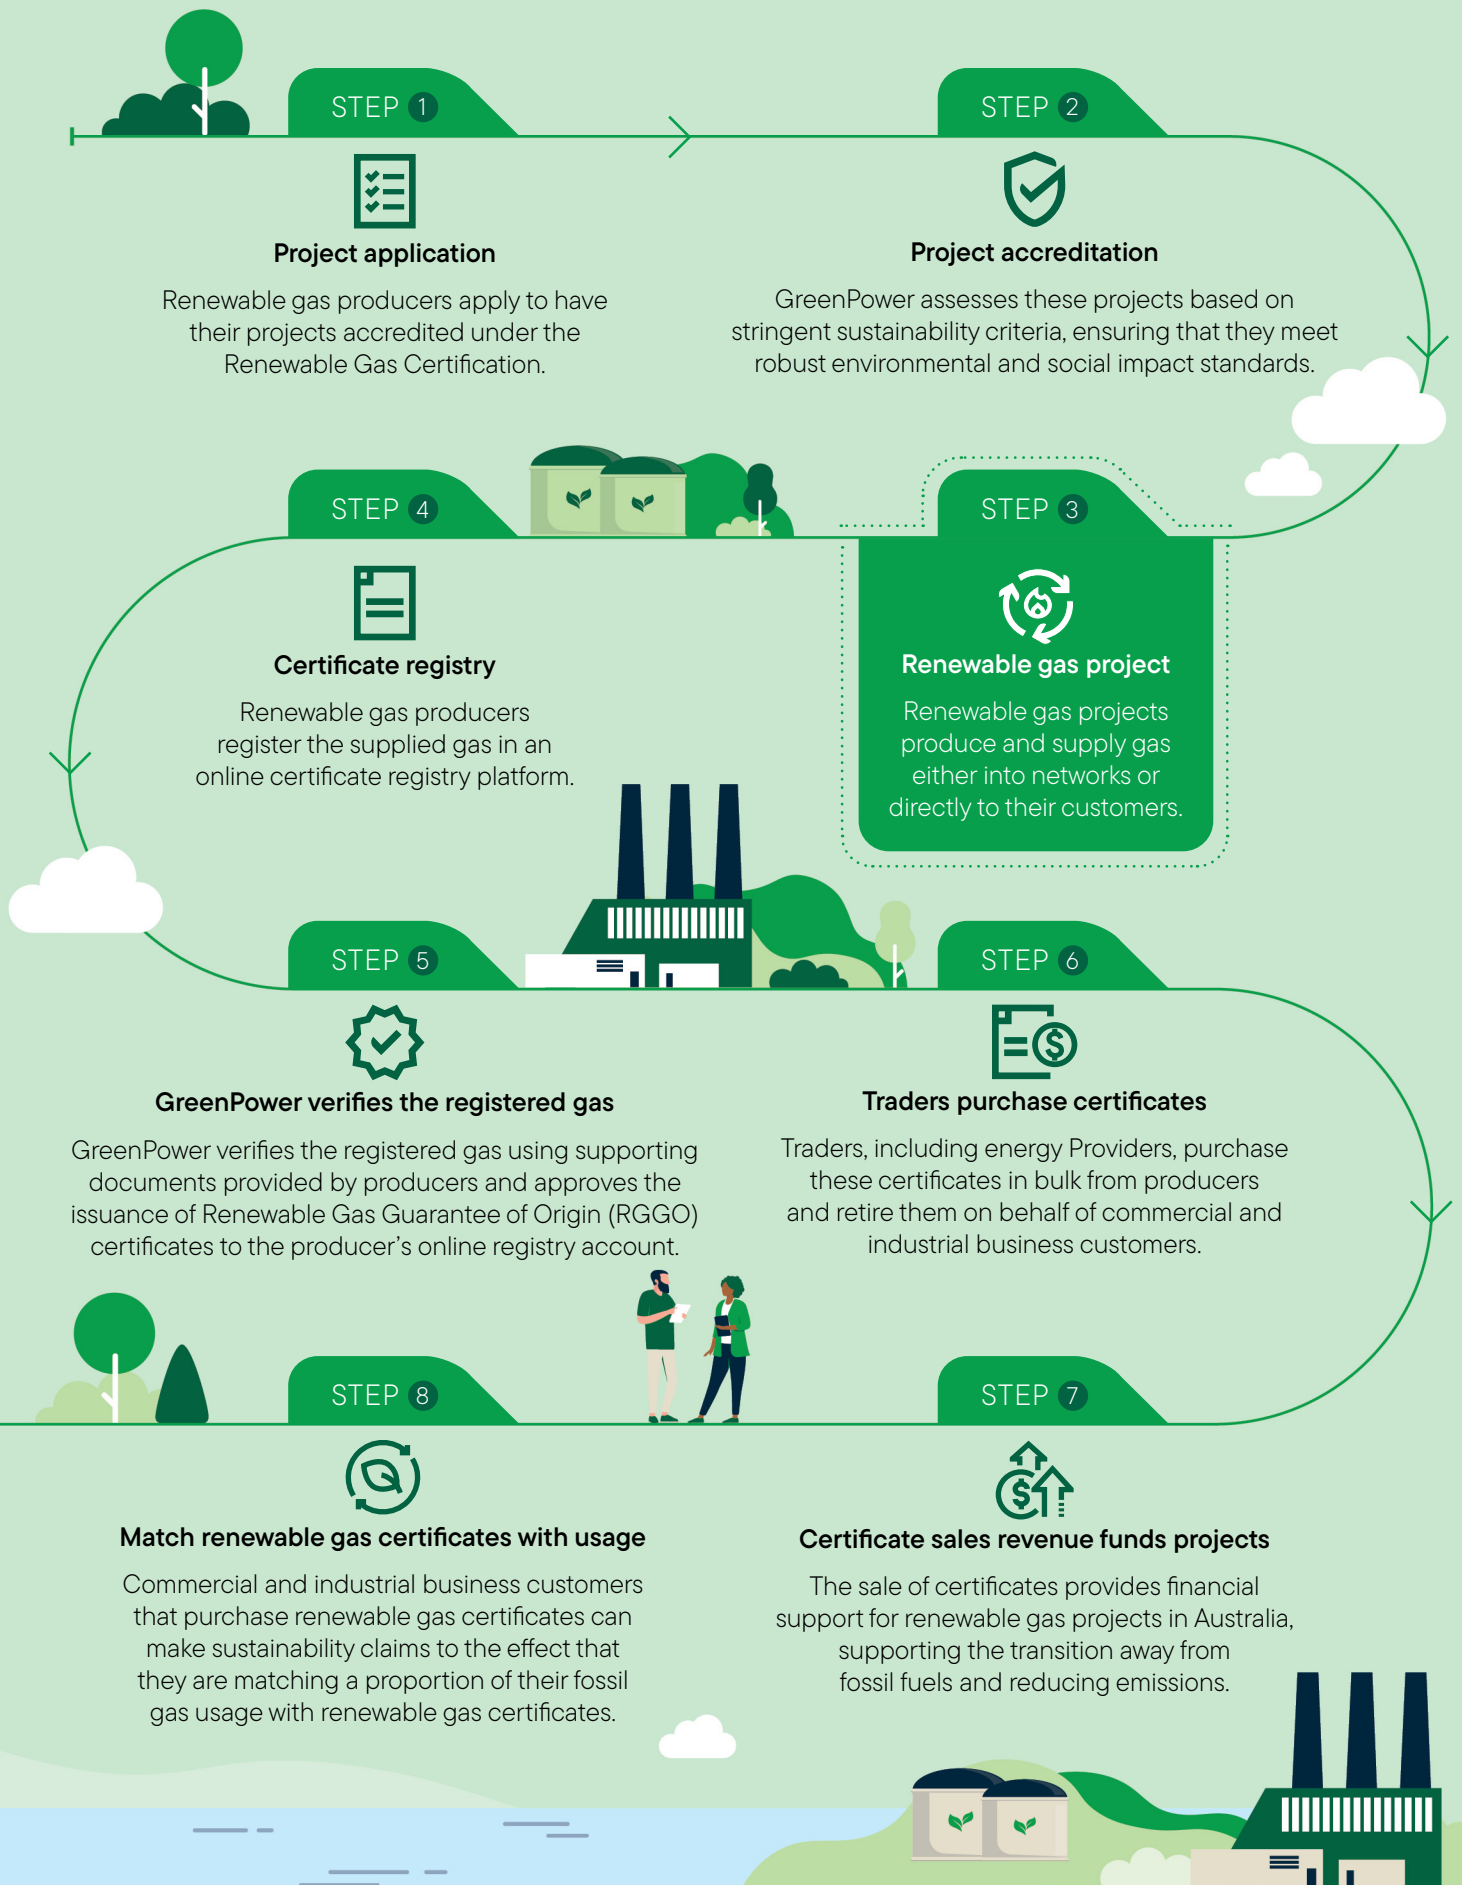 STEP 1
Project application
Renewable gas producers apply to have
their projects accredited under the
Renewable Gas Certification.
STEP 2
Project accreditation
GreenPower assesses these projects based on
stringent sustainability criteria, ensuring that they meet
robust environmental and social impact standards.
STEP 3
Renewable gas project
Renewable gas projects
produce and supply gas
either into networks or
directly to their customers.
STEP 4
Certificate registry
Renewable gas producers
register the supplied gas in an
online certificate registry platform.
STEP 5
GreenPower verifies the registered gas
GreenPower verifies the registered gas using supporting
documents provided by producers and approves the
issuance of Renewable Gas Guarantee of Origin (RGGO)
certificates to the producer’s online registry account.
STEP 6
Traders purchase certificates
Traders, including energy Providers, purchase
these certificates in bulk from producers
and retire them on behalf of commercial and
industrial business customers.
STEP 7
Certificate sales revenue funds projects
The sale of certificates provides financial
support for renewable gas projects in Australia,
supporting the transition away from
fossil fuels and reducing emissions.
STEP 8
Match renewable gas certificates with usage
Commercial and industrial business customers
that purchase renewable gas certificates can
make sustainability claims to the effect that
they are matching a proportion of their fossil
gas usage with renewable gas certificates.